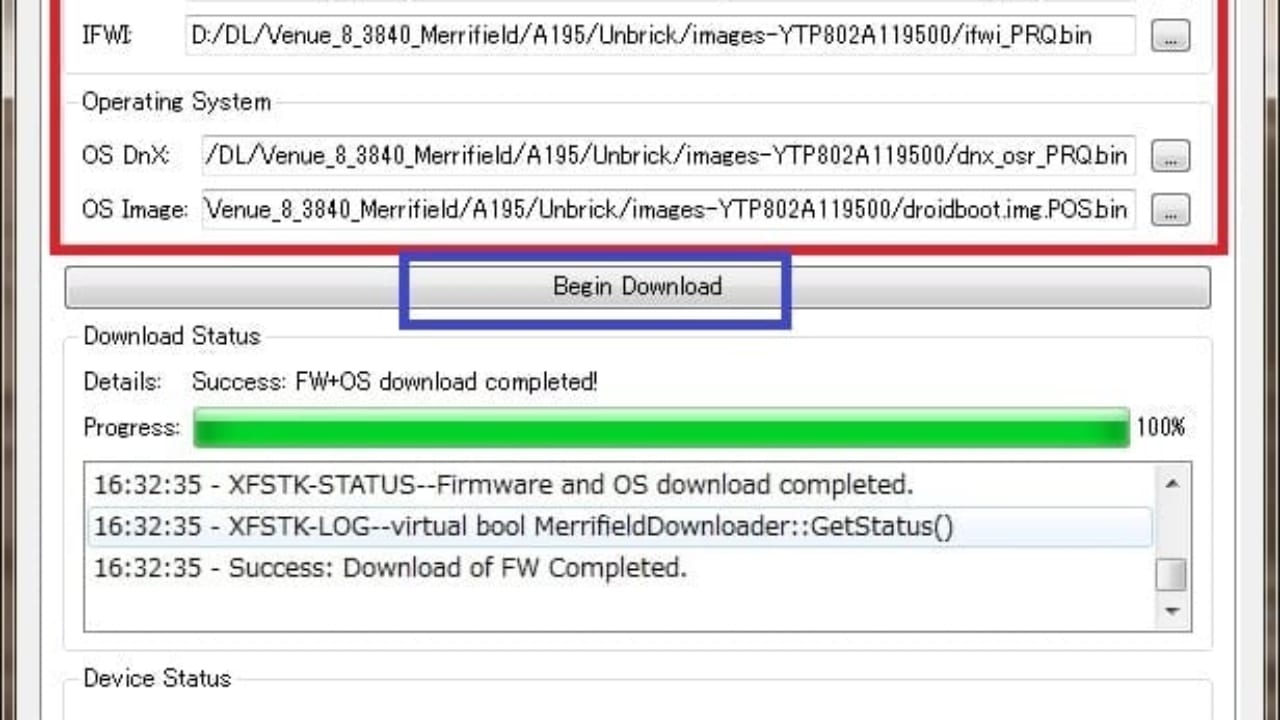 IFWI:
D:/DL/Venue_8_3840_Merrifield/A195/Unbrick/images-YTP802A119500/ifwi_PRQ.bin
...
Operating System
OS DnX:
/DL/Venue_8_3840_Merrifield/A195/Unbrick/images-YTP802A119500/dnx_osr_PRQ.bin
...
OS Image:
Venue_8_3840_Merrifield/A195/Unbrick/images-YTP802A119500/droidboot.img.POS.bin
...
Begin Download
Download Status
Details: Success: FW+OS download completed!
Progress: 100%
16:32:35 - XFSTK-STATUS--Firmware and OS download completed.
16:32:35 - XFSTK-LOG--virtual bool MerrifieldDownloader::GetStatus()
16:32:35 - Success: Download of FW Completed.
Device Status